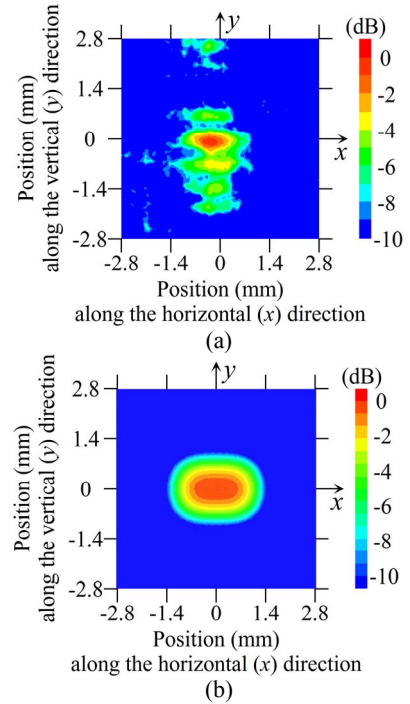 y
(dB)
2.8
1.4
0
-1.4
-2.8
x
0
-2
-4
-6
-8
-10
Position (mm)
along the vertical (y) direction
-2.8 -1.4 0 1.4 2.8
Position (mm)
along the horizontal (x) direction
(a)
y
(dB)
2.8
1.4
0
-1.4
-2.8
x
0
-2
-4
-6
-8
-10
Position (mm)
along the vertical (y) direction
-2.8 -1.4 0 1.4 2.8
Position (mm)
along the horizontal (x) direction
(b)